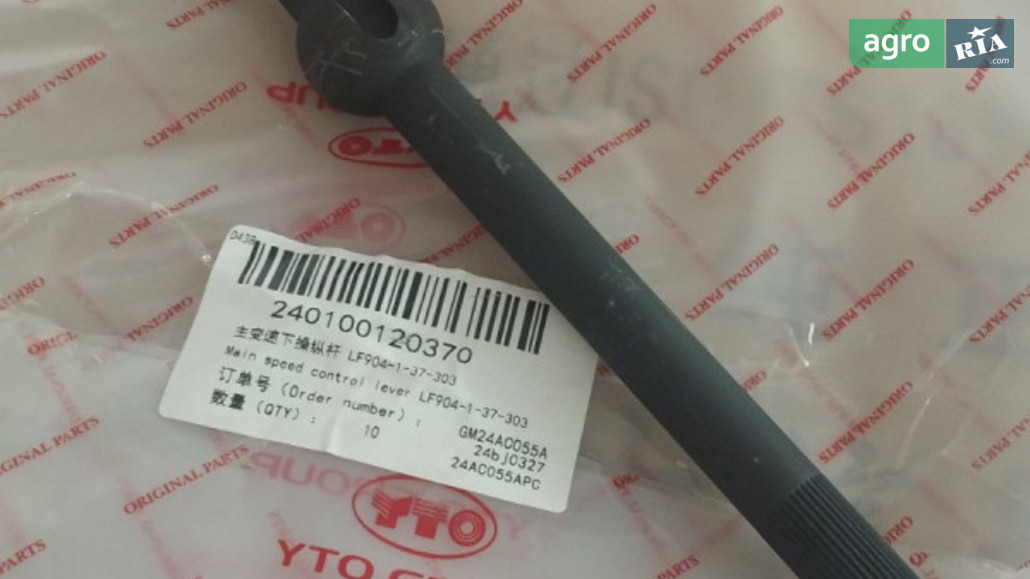 agro RIA .com
ORIGINAL PARTS
YTO
0438
240100120370
主变速下操纵杆 LF904-1-37-303
Main speed control lever LF904-1-37-303
订单号 (Order number) : GM24AC055A
24bj0327
数量 (QTY) : 10 24AC055APC
YTO
YTO